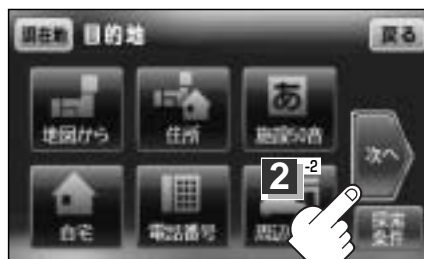 現在地 目的地 戻る
地図から 住所 施設50音
次へ
2 -2
自宅 電話番号 周辺
探索
条件